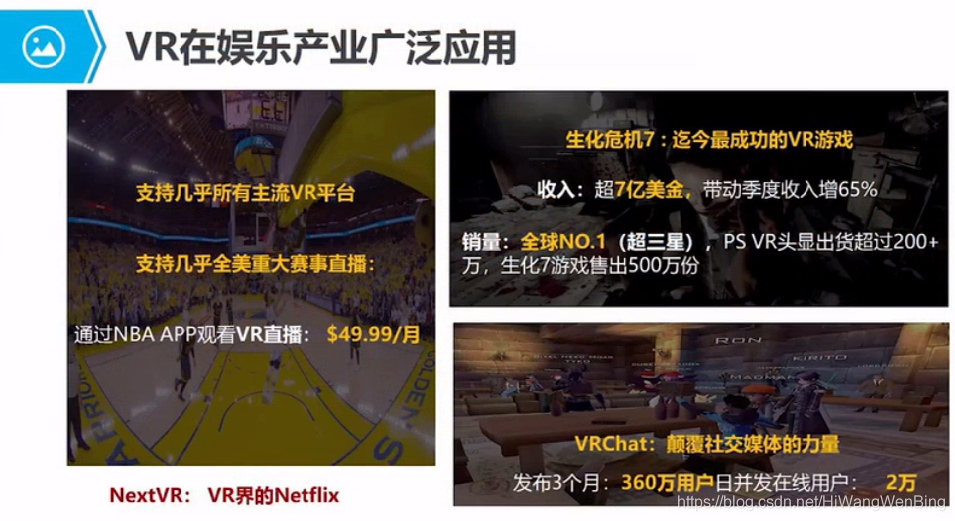 VR在娱乐产业广泛应用
支持几乎所有主流VR平台
支持几乎全美重大赛事直播：
通过NBA APP观看VR直播： $49.99/月
NextVR： VR界的Netflix
生化危机7：迄今最成功的VR游戏
收入：超7亿美金，带动季度收入增65%
销量：全球NO.1（超三星），PS VR头显出货超过200+
万，生化7游戏售出500万份
RON
KIRITO
MADMAN
VRChat：颠覆社交媒体的力量
发布3个月：360万用户日并发在线用户： 2万
https://blog.csdn.net/HiWangWenBing